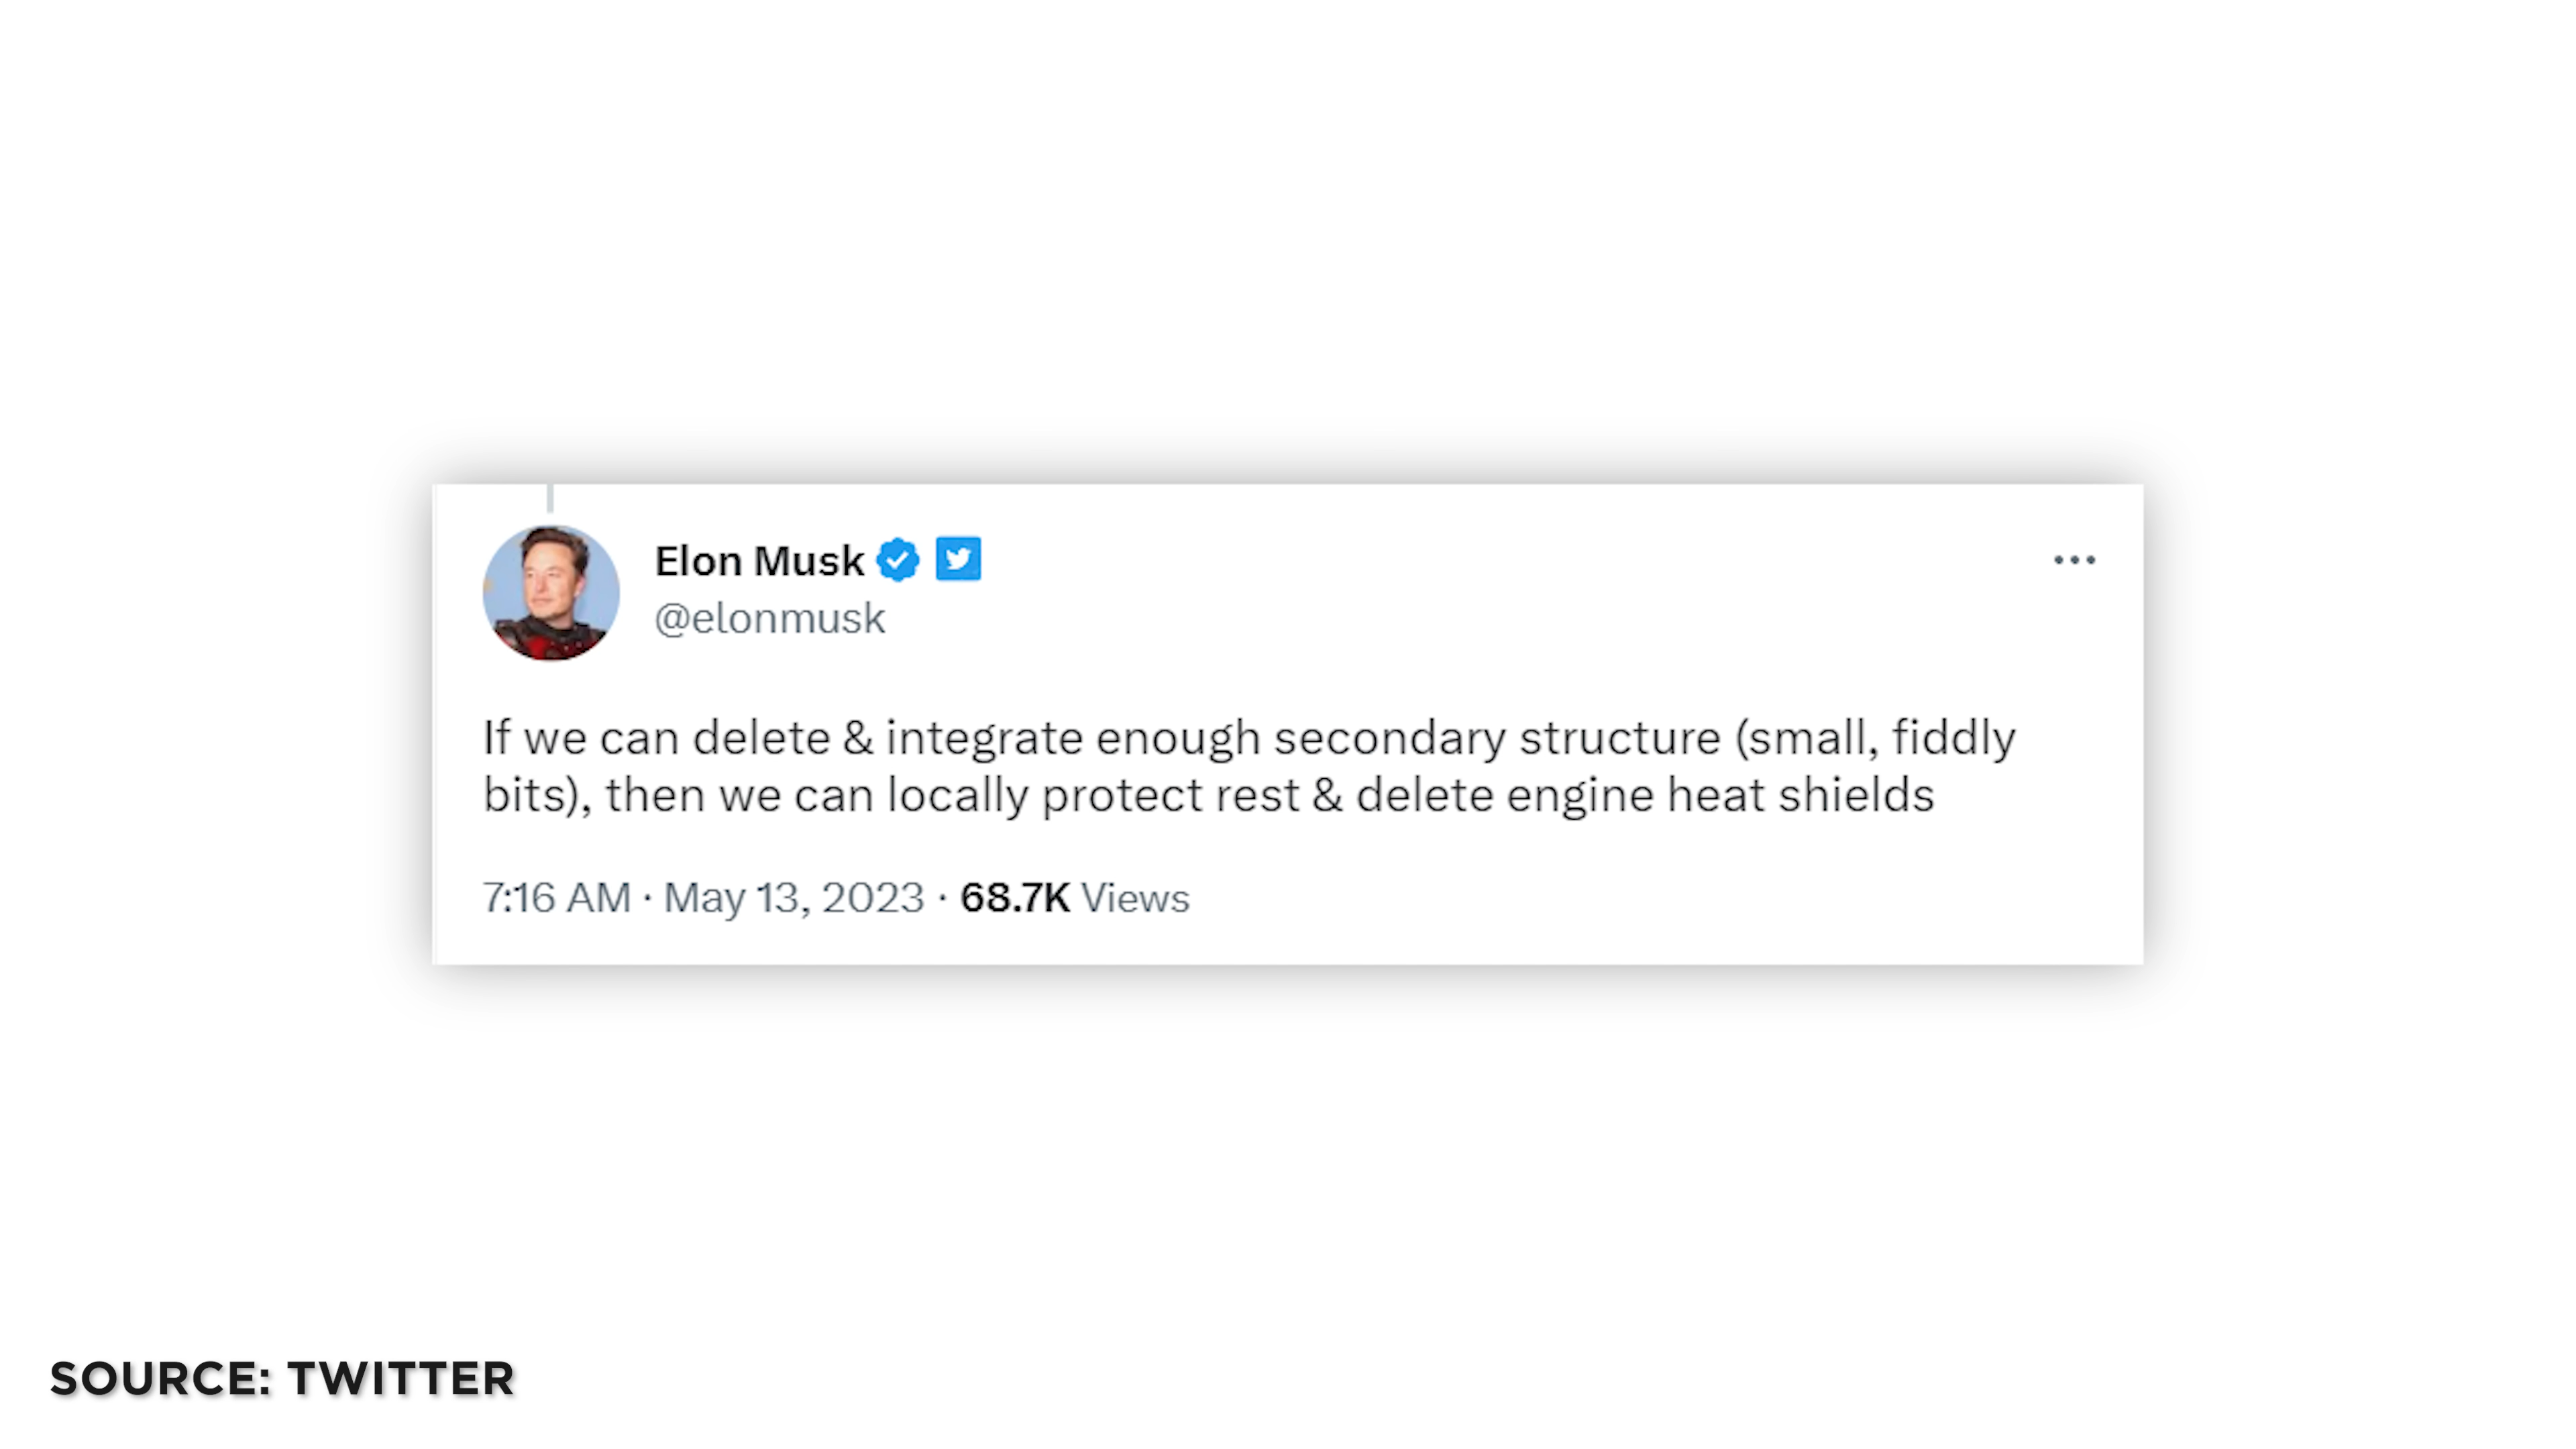 Elon Musk
@elonmusk
If we can delete & integrate enough secondary structure (small, fiddly
bits), then we can locally protect rest & delete engine heat shields
7:16 AM · May 13, 2023 · 68.7K Views
SOURCE: TWITTER